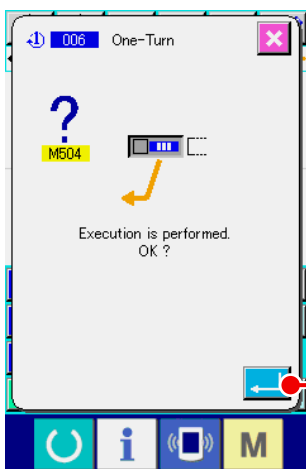 006 One-Turn
?
M504
Execution is performed.
OK ?
i
M